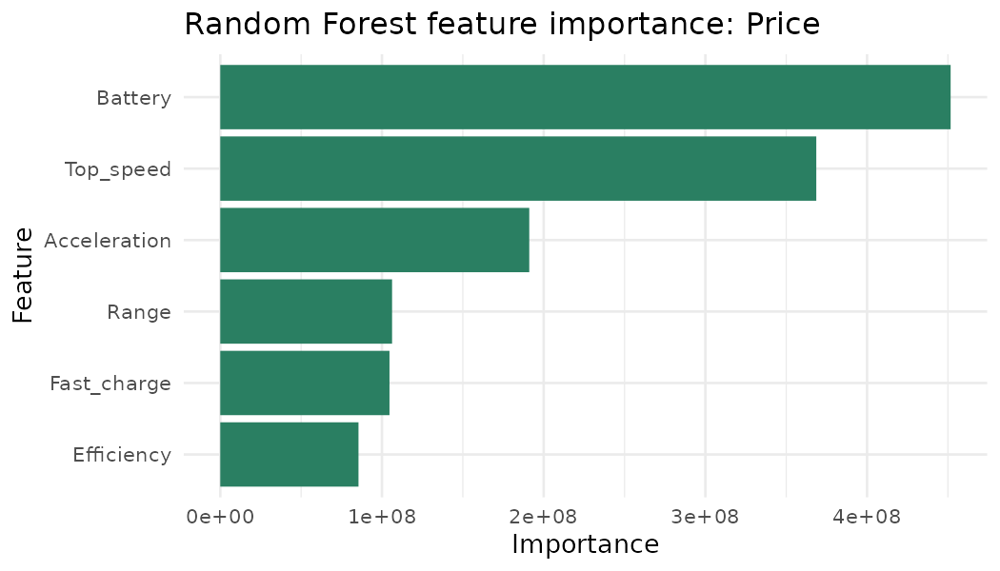 Random Forest feature importance: Price
Feature
Battery
Top_speed
Acceleration
Range
Fast_charge
Efficiency
0e+00 1e+08 2e+08 3e+08 4e+08
Importance